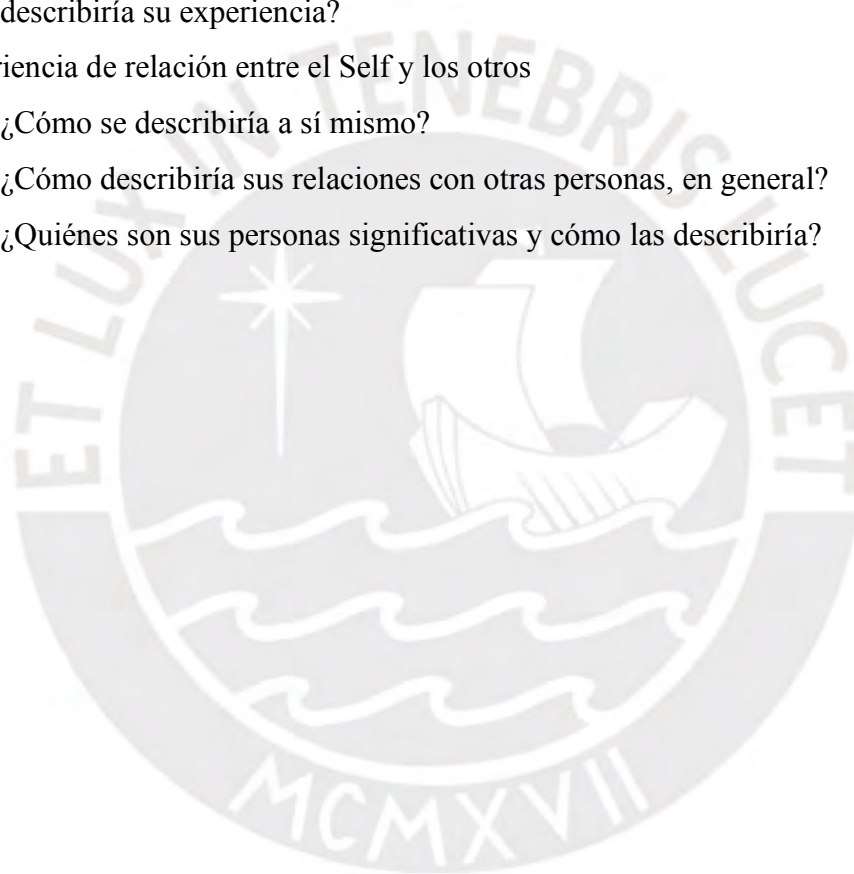 describiría su experiencia?
riencia de relación entre el Self y los otros
¿Cómo se describiría a sí mismo?
¿Cómo describiría sus relaciones con otras personas, en general?
¿Quiénes son sus personas significativas y cómo las describiría?
ET LUX IN TENEBRIS LUCET
MCMXVII